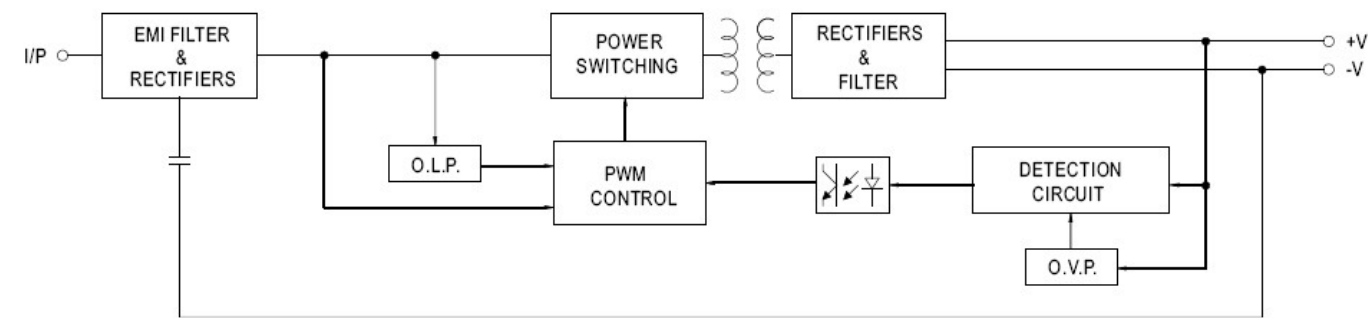 I/P
EMI FILTER
&
RECTIFIERS
POWER
SWITCHING
RECTIFIERS
&
FILTER
+V
-V
O.L.P.
PWM
CONTROL
DETECTION
CIRCUIT
O.V.P.